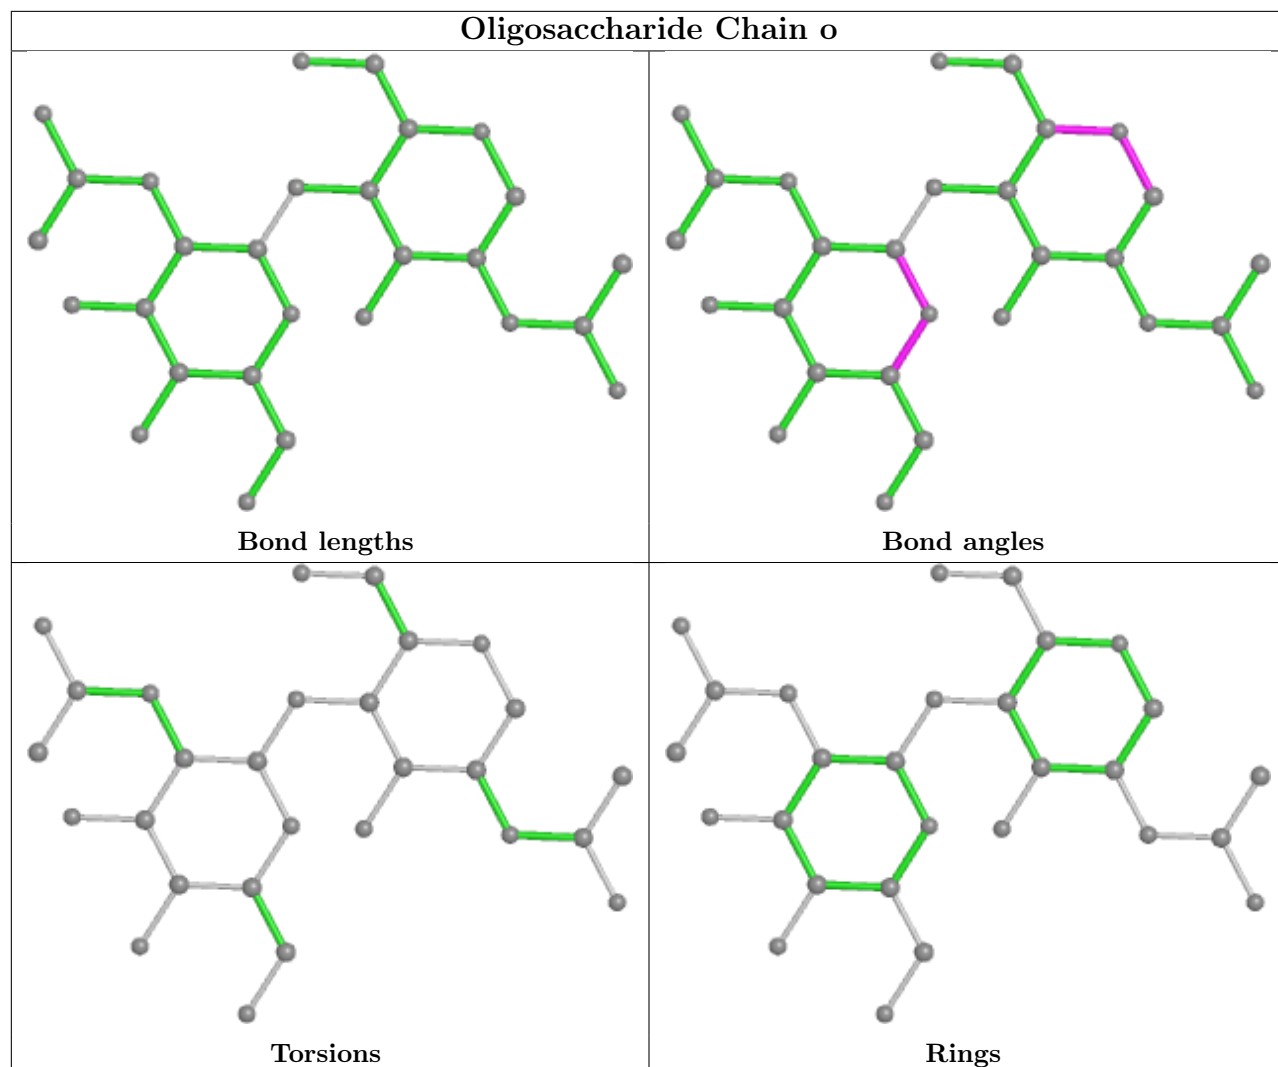 Oligosaccharide Chain o
Bond lengths
Bond angles
Torsions
Rings